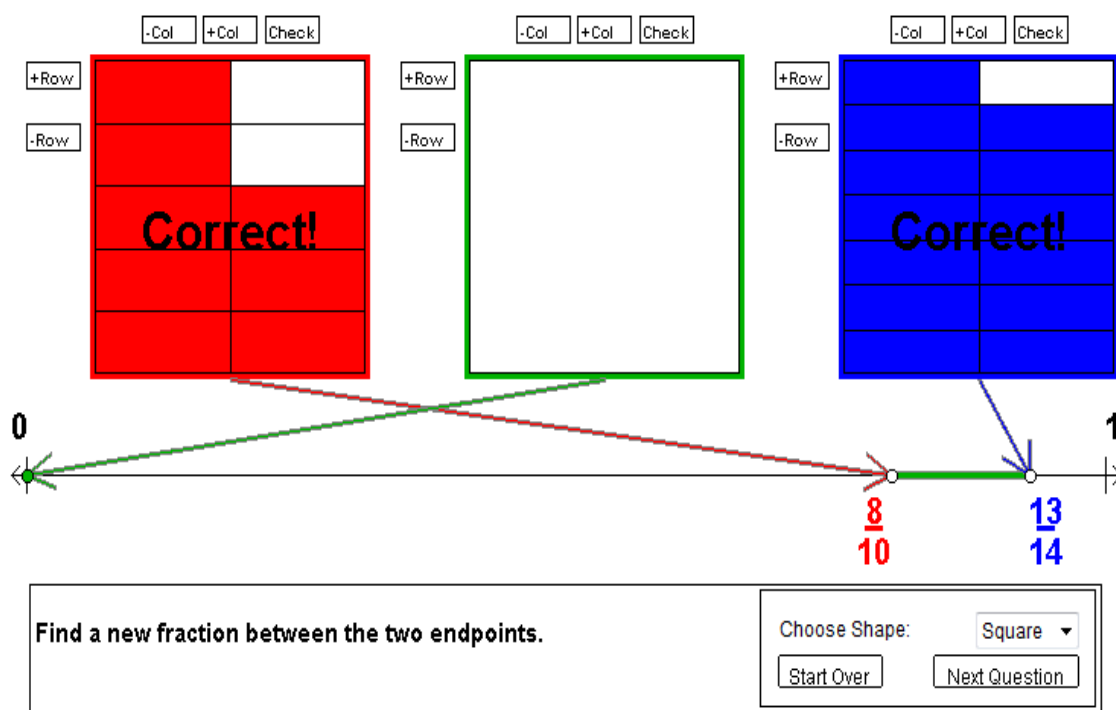 -Col +Col Check -Col +Col Check -Col +Col Check
+Row +Row +Row
-Row -Row -Row
Correct! Correct!
0 1
8 13
10 14
Find a new fraction between the two endpoints.
Choose Shape: Square
Start Over Next Question